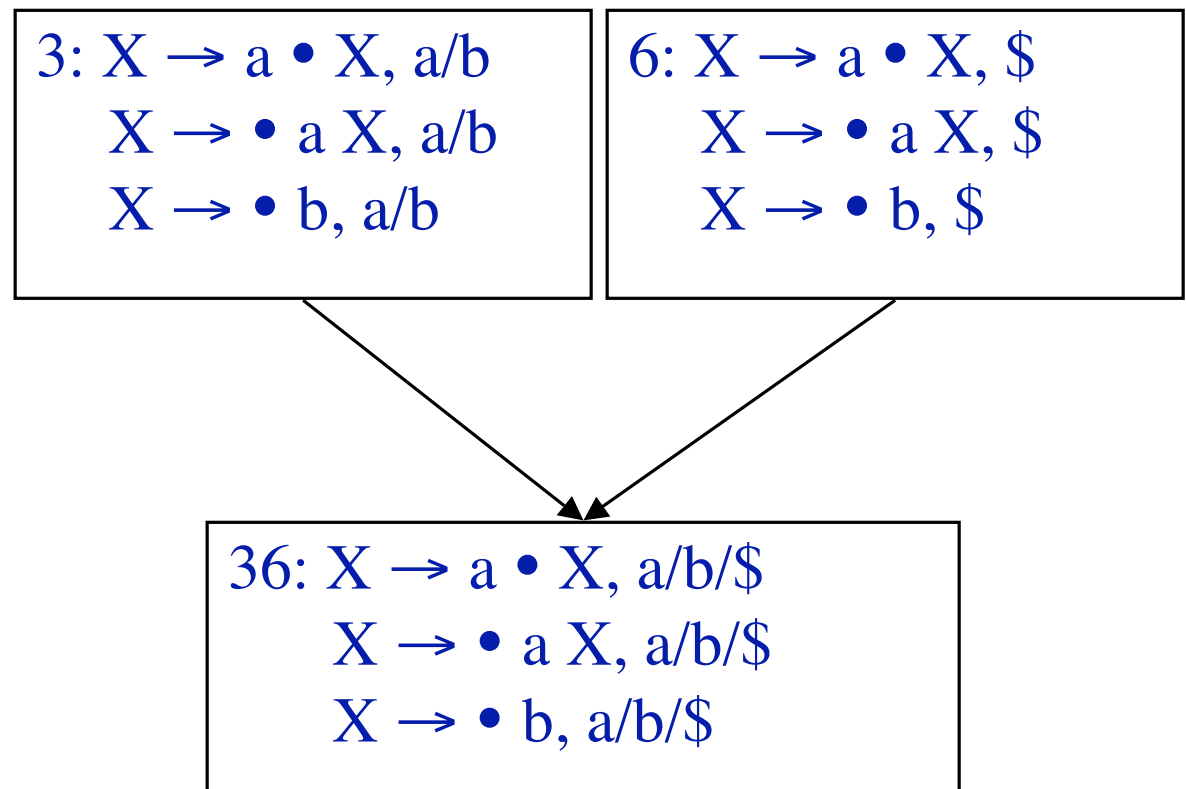 3: X → a • X, a/b
X → • a X, a/b
X → • b, a/b
6: X → a • X, $
X → • a X, $
X → • b, $
36: X → a • X, a/b/$
X → • a X, a/b/$
X → • b, a/b/$